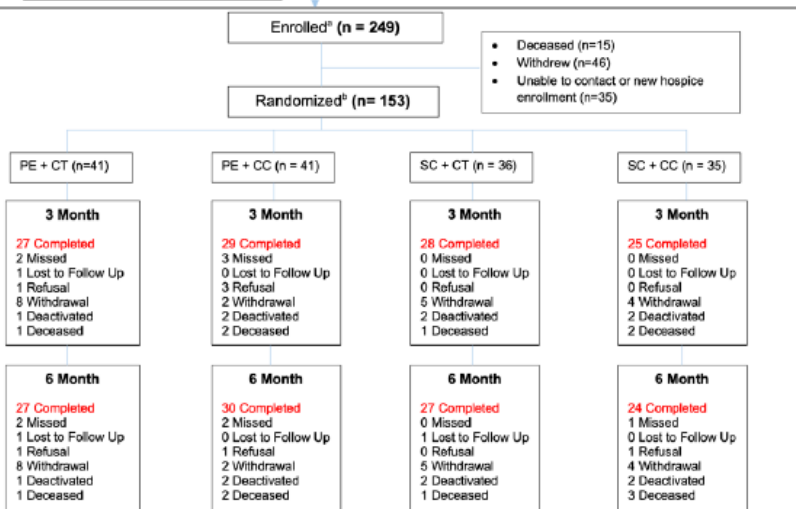 Enrolledᵃ (n = 249)
• Deceased (n=15)
• Withdrew (n=46)
• Unable to contact or new hospice
enrollment (n=35)
Randomizedᵇ (n= 153)
PE + CT (n=41)
PE + CC (n = 41)
SC + CT (n = 36)
SC + CC (n = 35)
3 Month
27 Completed
2 Missed
1 Lost to Follow Up
1 Refusal
8 Withdrawal
1 Deactivated
1 Deceased
3 Month
29 Completed
3 Missed
0 Lost to Follow Up
3 Refusal
2 Withdrawal
2 Deactivated
2 Deceased
3 Month
28 Completed
0 Missed
0 Lost to Follow Up
0 Refusal
5 Withdrawal
2 Deactivated
1 Deceased
3 Month
25 Completed
0 Missed
0 Lost to Follow Up
0 Refusal
4 Withdrawal
2 Deactivated
2 Deceased
6 Month
27 Completed
2 Missed
1 Lost to Follow Up
1 Refusal
8 Withdrawal
1 Deactivated
1 Deceased
6 Month
30 Completed
2 Missed
0 Lost to Follow Up
1 Refusal
2 Withdrawal
2 Deactivated
2 Deceased
6 Month
27 Completed
0 Missed
1 Lost to Follow Up
0 Refusal
5 Withdrawal
2 Deactivated
1 Deceased
6 Month
24 Completed
1 Missed
0 Lost to Follow Up
1 Refusal
4 Withdrawal
2 Deactivated
3 Deceased